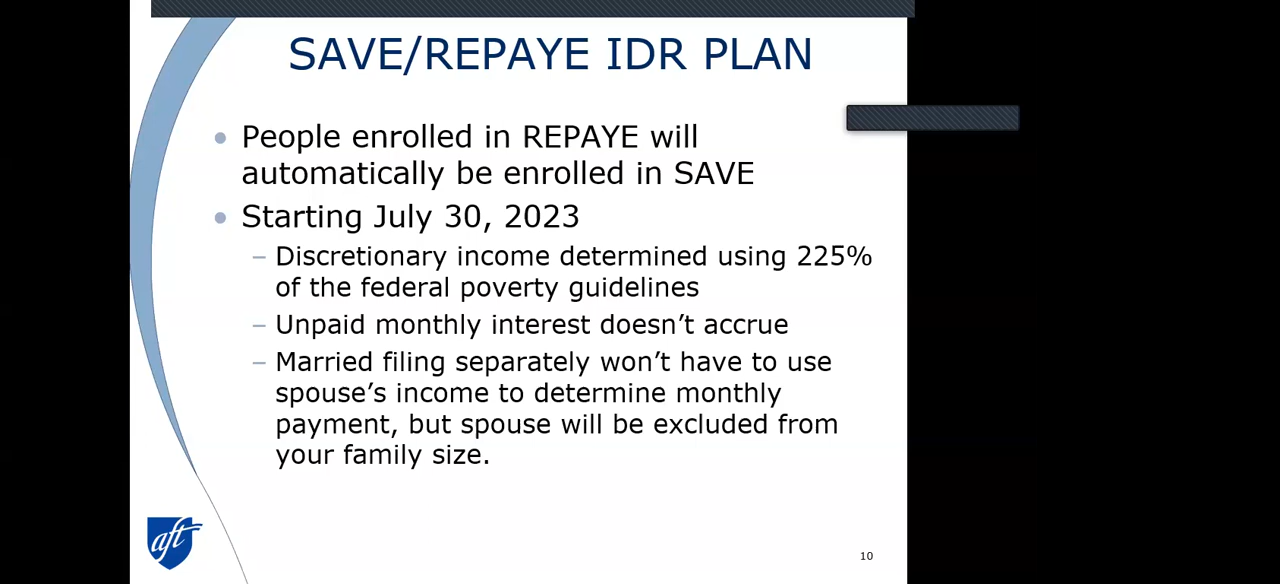 SAVE/REPAYE IDR PLAN
People enrolled in REPAYE will
automatically be enrolled in SAVE
Starting July 30, 2023
– Discretionary income determined using 225%
of the federal poverty guidelines
– Unpaid monthly interest doesn’t accrue
– Married filing separately won’t have to use
spouse’s income to determine monthly
payment, but spouse will be excluded from
your family size.
aft
10